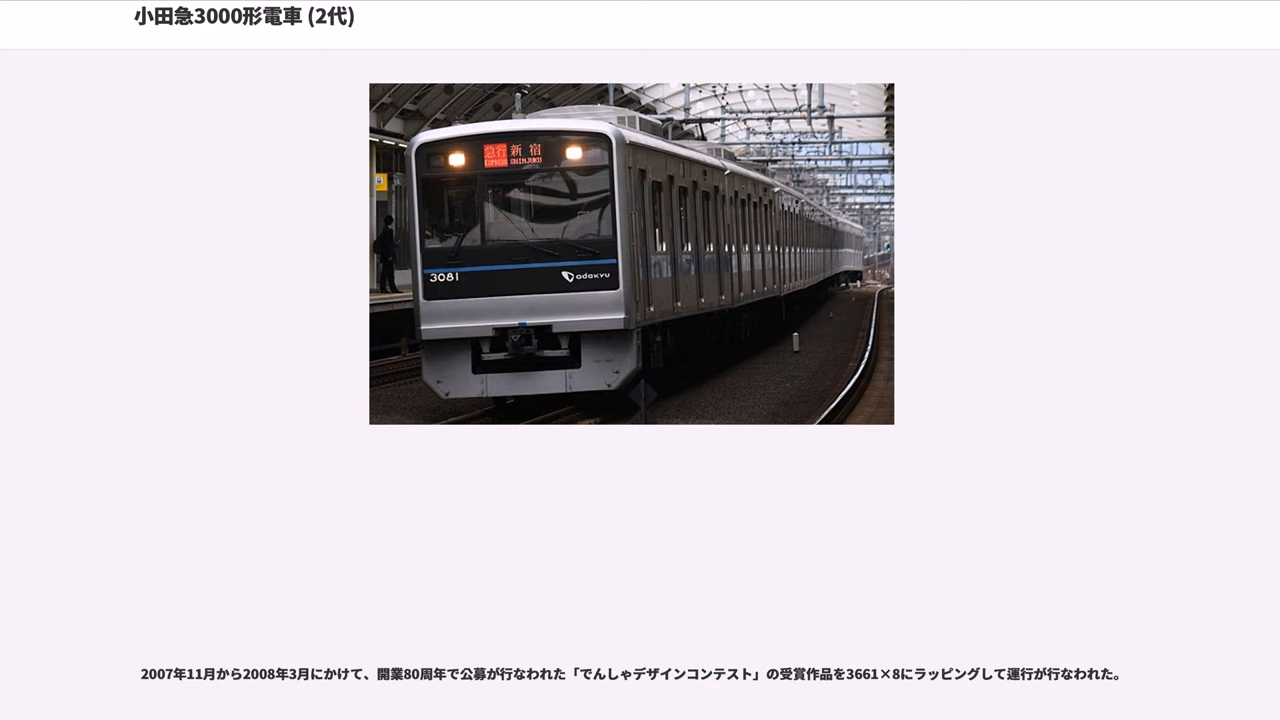 小田急3000形電車 (2代)
急行 新宿
EXPRESS SHINJUKU
3081
odakyu
2007年11月から2008年3月にかけて、開業80周年で公募が行なわれた「でんしゃデザインコンテスト」の受賞作品を3661×8にラッピングして運行が行なわれた。